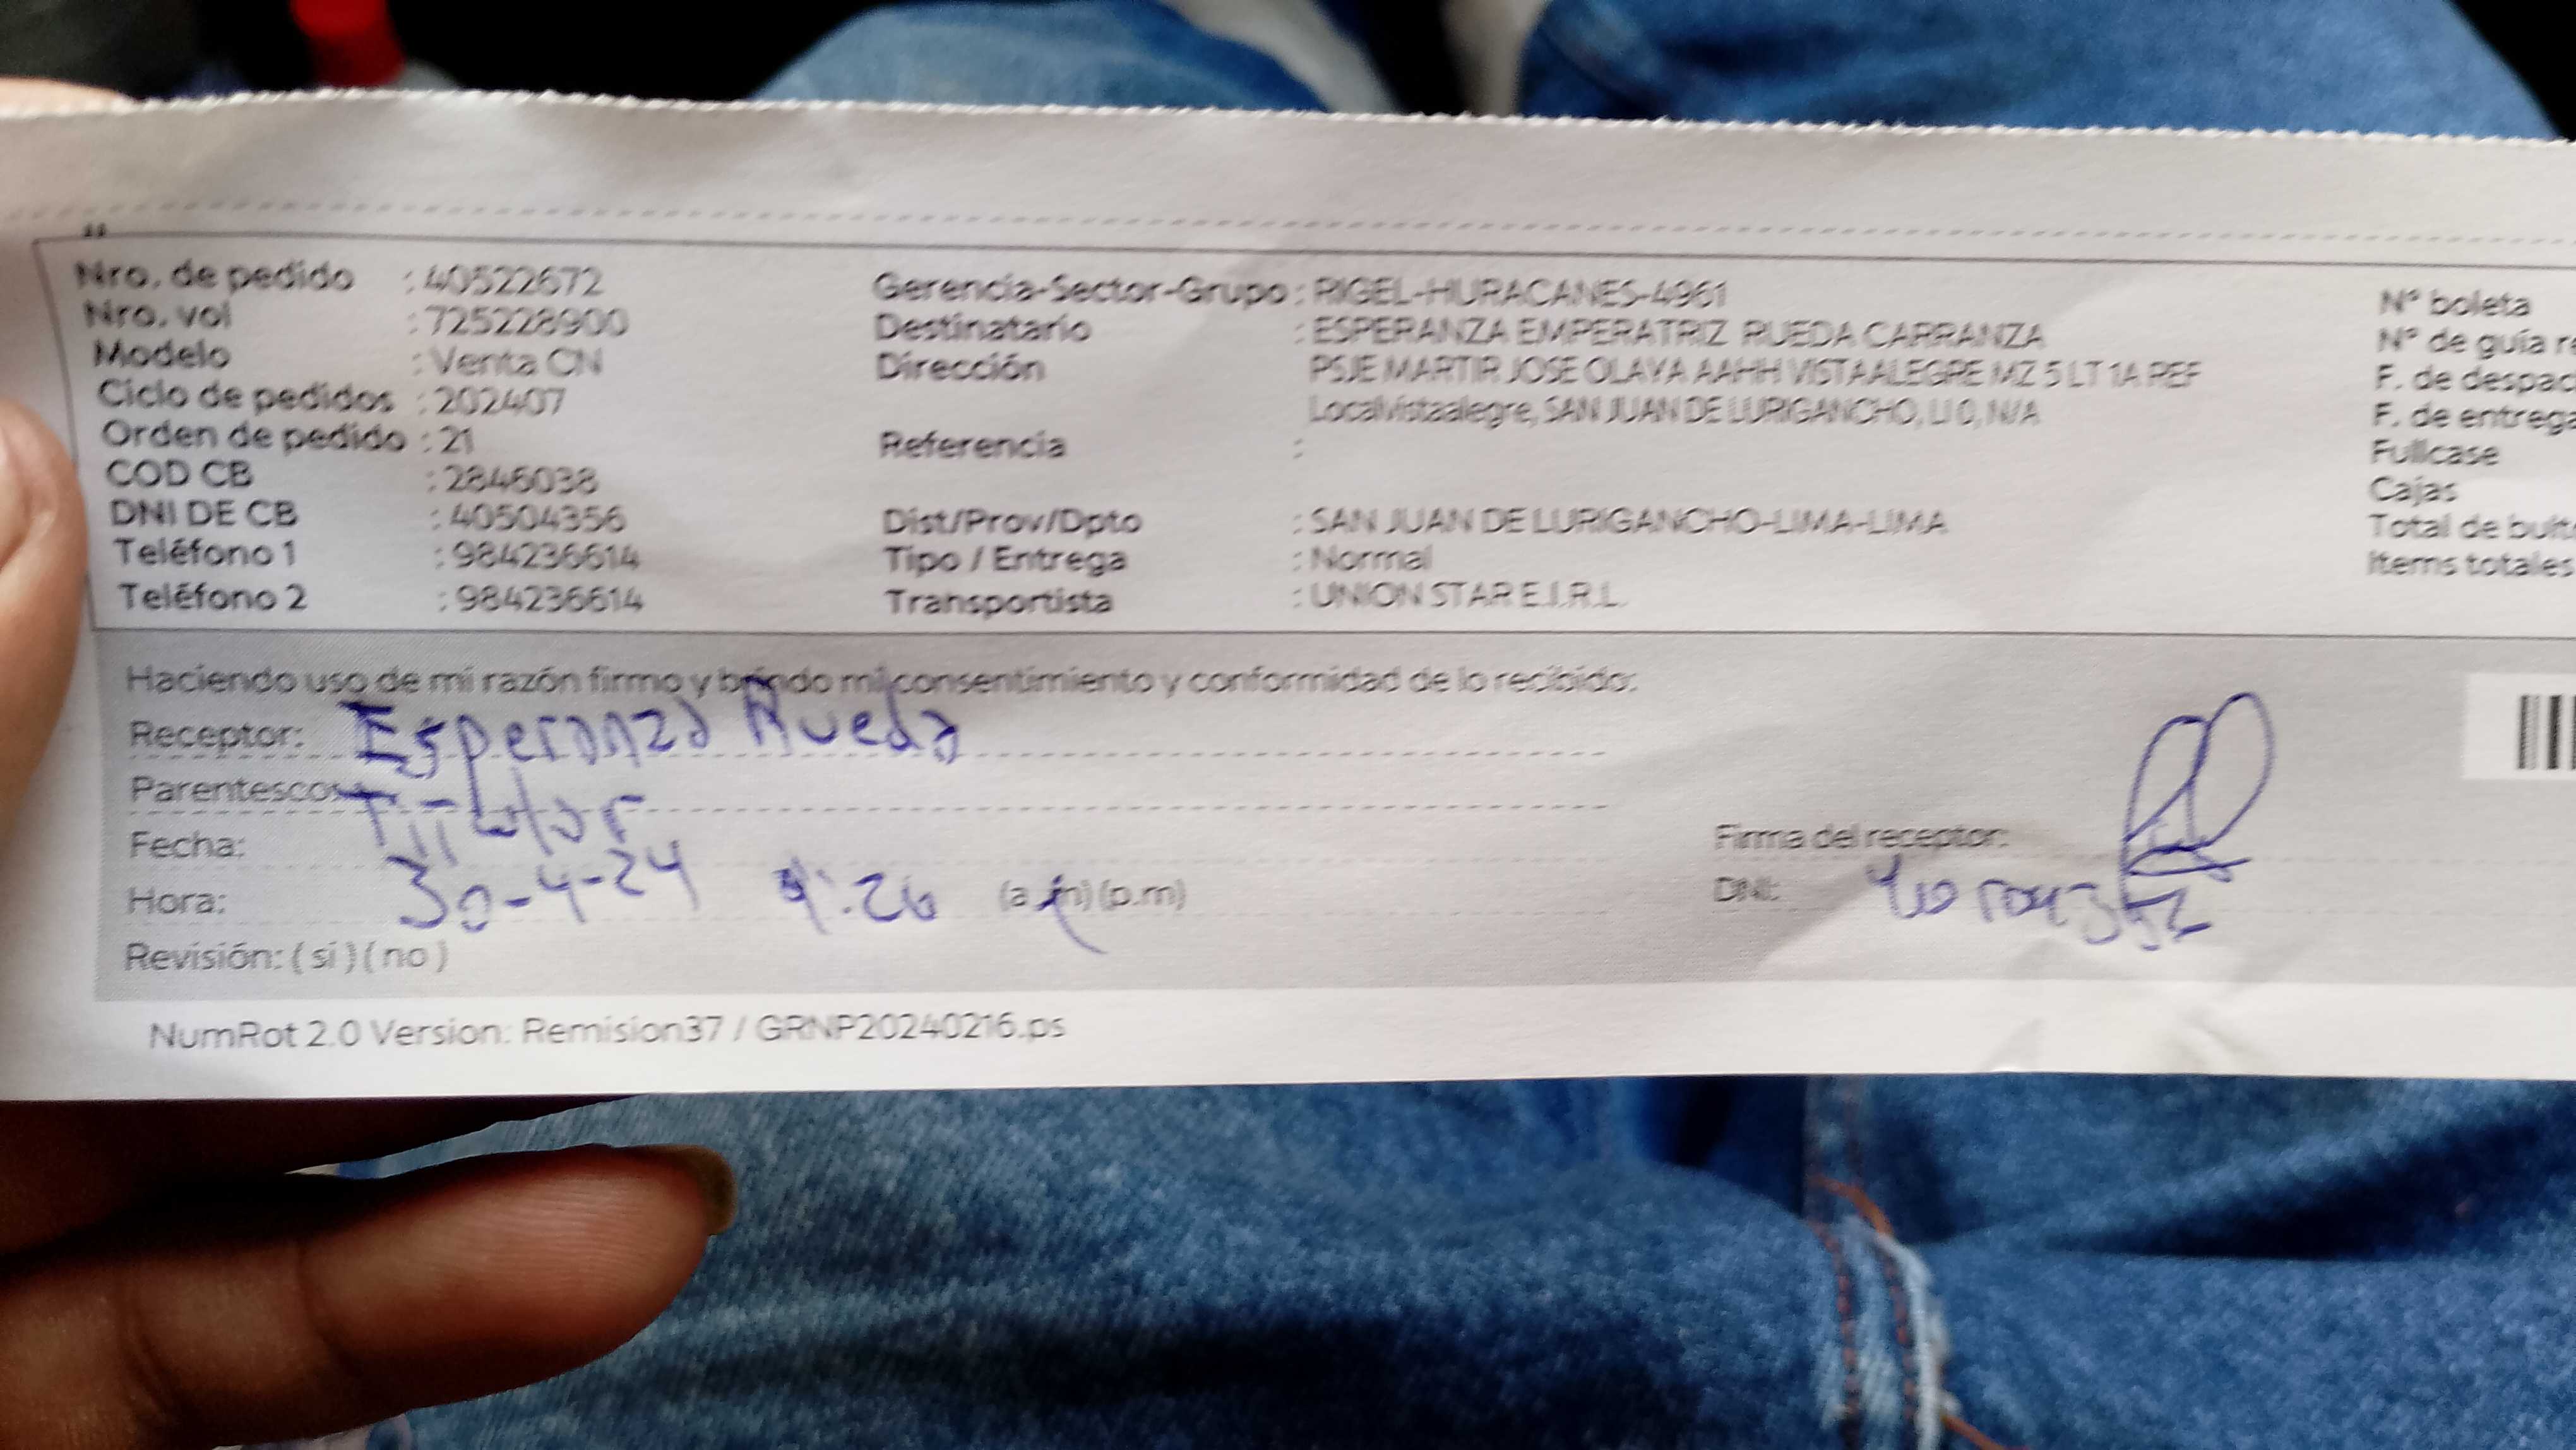 Nro. de pedido : 40522672
Nro. vol : 725228900
Modelo : Venta CN
Ciclo de pedidos : 202407
Orden de pedido : 21
COD CB : 2846038
DNI DE CB : 40504356
Teléfono 1 : 984236614
Teléfono 2 : 984236614
Gerencia-Sector-Grupo : RIGEL-HURACANES-4961
Destinatario : ESPERANZA EMPERATRIZ RUEDA CARRANZA
Dirección PSJE MARTIR JOSE OLAYA AAHH VISTAALEGRE MZ 5 LT 1A REF
Localvistaalegre, SAN JUAN DE LURIGANCHO, LI 0, N/A
Referencia :
Dist/Prov/Dpto : SAN JUAN DE LURIGANCHO-LIMA-LIMA
Tipo / Entrega : Normal
Transportista : UNION STAR E.I.R.L.
N° boleta
N° de guía re
F. de despac
F. de entrega
Fullcase
Cajas
Total de bult
Items totales
Haciendo uso de mi razón firmo y brindo mi consentimiento y conformidad de lo recibido:
Receptor: Esperanza Rueda
Parentesco: Titular
Fecha: 30-4-24
Hora: 9:26 (a.m) (p.m)
Revisión: ( si ) ( no )
Firma del receptor:
DNI:
NumRot 2.0 Version: Remision37 / GRNP20240216.ps